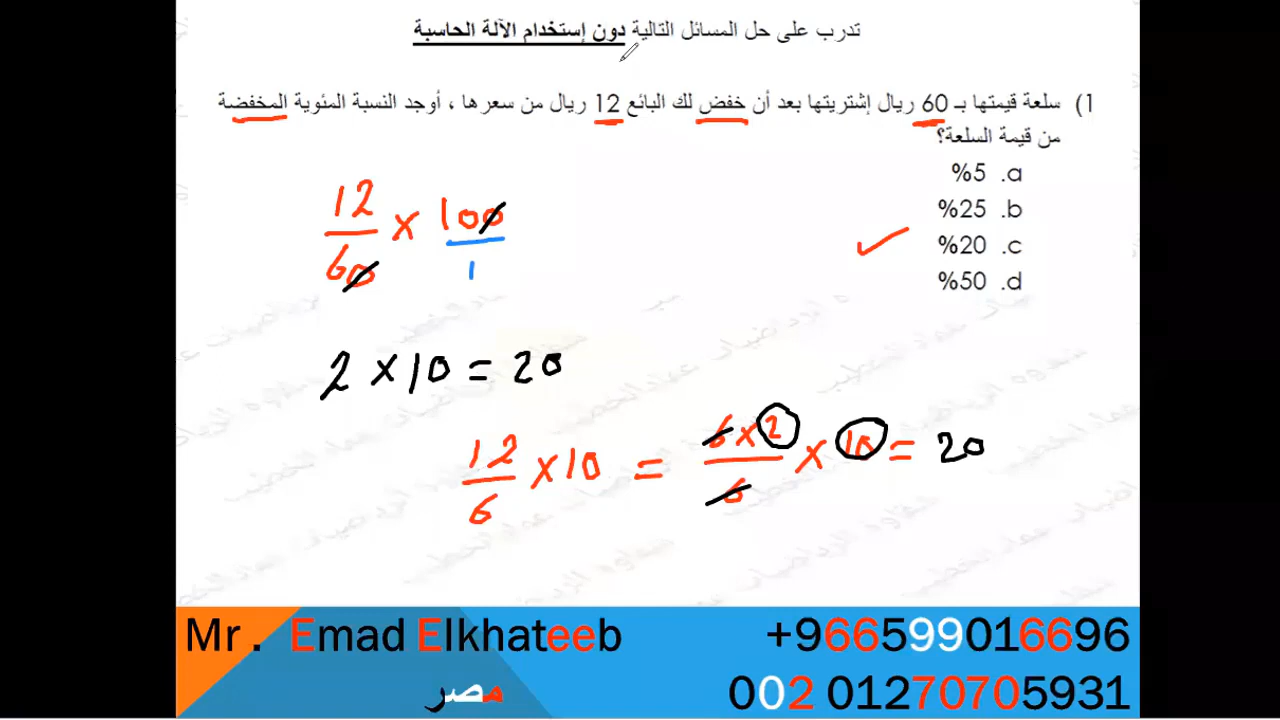 تدرب على حل المسائل التالية دون إستخدام الآلة الحاسبة
1) سلعة قيمتها بـ 60 ريال إشتريتها بعد أن خفض لك البائع 12 ريال من سعرها ، أوجد النسبة المئوية المخفضة
من قيمة السلعة؟
a. 5%
b. 25%
c. 20%
d. 50%
12/60 × 100/1
2 × 10 = 20
12/6 × 10 = 6×2/6 × 10 = 20
Mr. Emad Elkhateeb +966599016696
مصر 002 01270705931